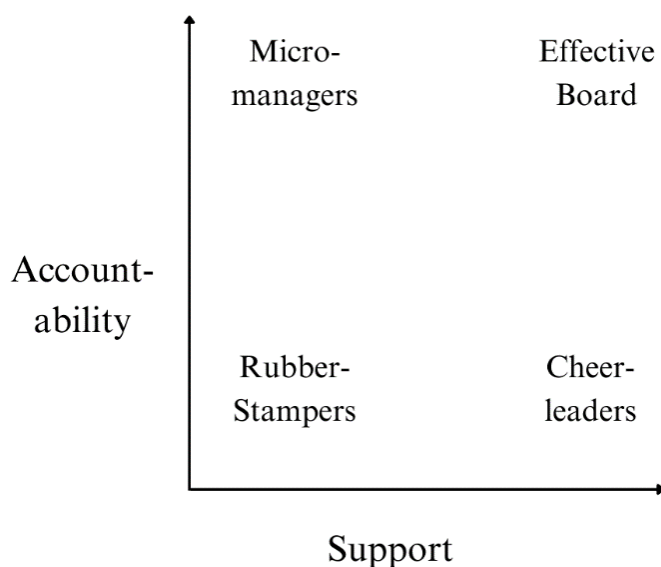 Micro-
managers
Effective
Board
Account-
ability
Rubber-
Stampers
Cheer-
leaders
Support